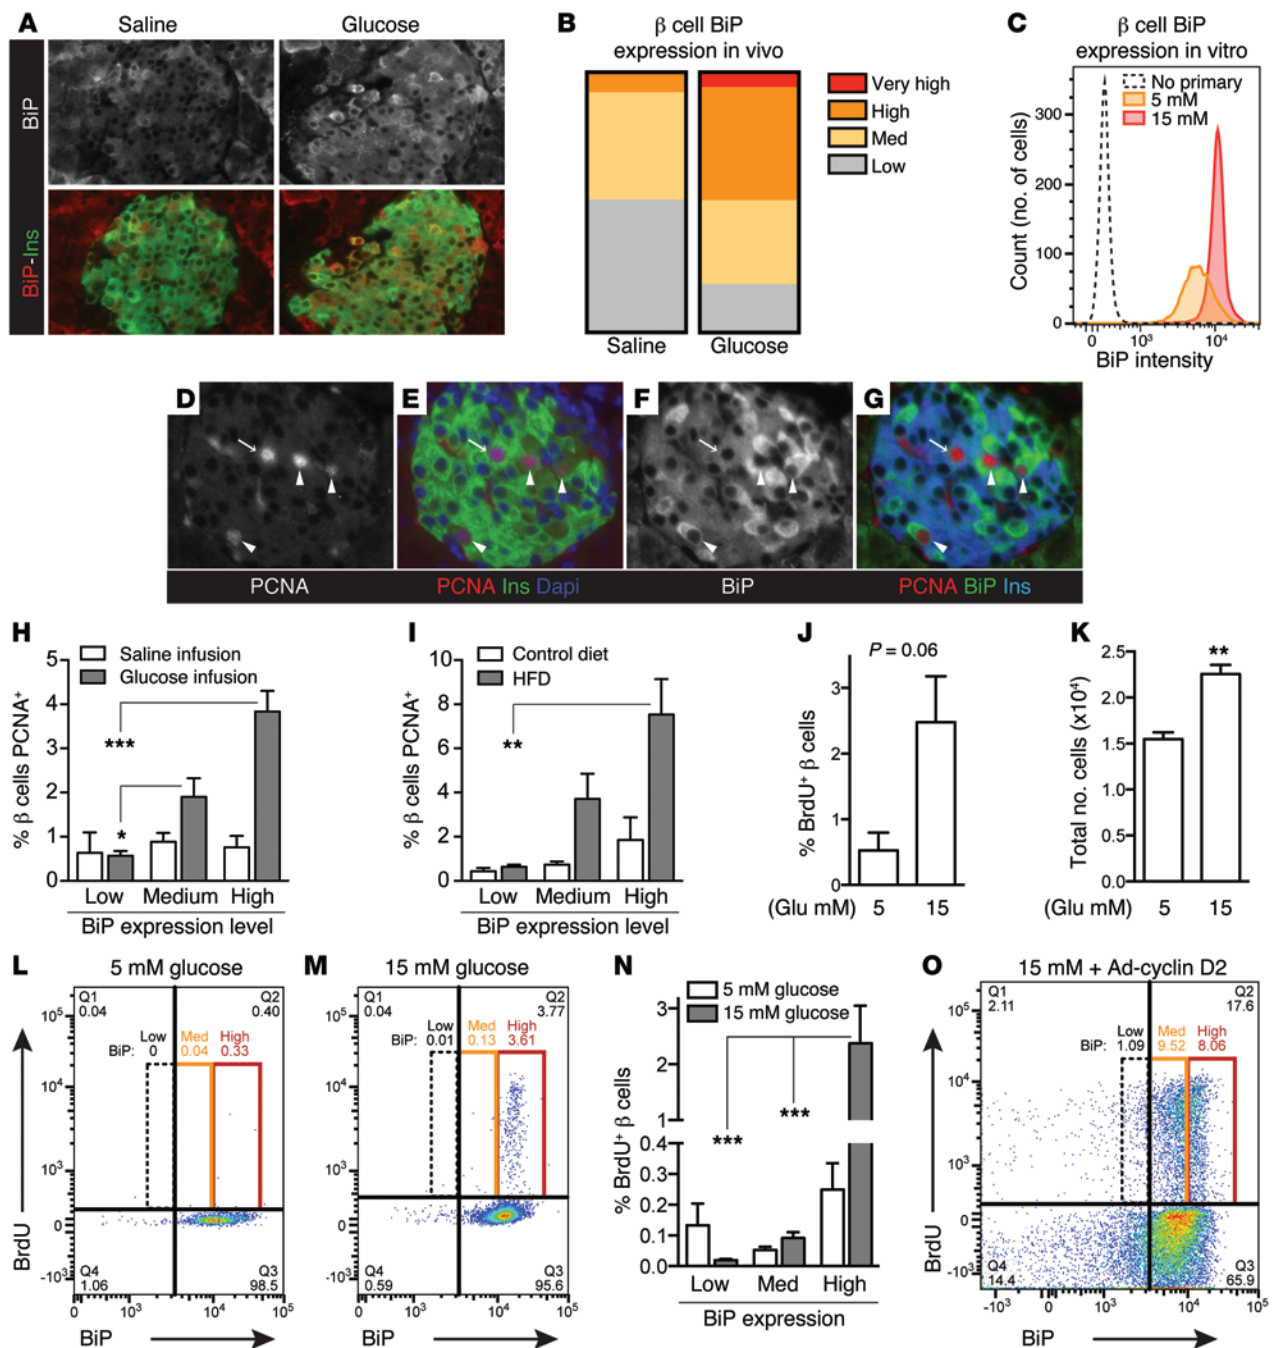 A
Saline
Glucose
BiP
BiP-Ins
B
β cell BiP
expression in vivo
Very high
High
Med
Low
Saline
Glucose
C
β cell BiP
expression in vitro
No primary
5 mM
15 mM
Count (no. of cells)
300
200
100
0
0
10³
10⁴
BiP intensity
D
E
F
G
PCNA
PCNA Ins Dapi
BiP
PCNA BiP Ins
H
Saline infusion
Glucose infusion
% β cells PCNA⁺
5
4
3
2
1
0
***
*
Low
Medium
High
BiP expression level
I
Control diet
HFD
% β cells PCNA⁺
10
8
6
4
2
0
**
Low
Medium
High
BiP expression level
J
P = 0.06
% BrdU⁺ β cells
3
2
1
0
(Glu mM) 5 15
K
**
Total no. cells (x10⁴)
2.5
2.0
1.5
1.0
0.5
0.0
(Glu mM) 5 15
L
5 mM glucose
Q1
0.04
Q2
0.40
Low
Med
High
BiP: 0
0.04
0.33
10⁵
10⁴
10³
0
-10³
BrdU
Q4
1.06
Q3
98.5
0
10³
10⁴
10⁵
BiP
M
15 mM glucose
Q1
0.04
Q2
3.77
Low
Med
High
BiP: 0.01
0.13
3.61
10⁵
10⁴
10³
0
-10³
Q4
0.59
Q3
95.6
0
10³
10⁴
10⁵
BiP
N
5 mM glucose
15 mM glucose
% BrdU⁺ β cells
3
2
1
0.4
0.3
0.2
0.1
0.0
***
***
Low
Med
High
BiP expression
O
15 mM + Ad-cyclin D2
Q1
2.11
Q2
17.6
Low
Med
High
BiP: 1.09
9.52
8.06
10⁵
10⁴
10³
0
-10³
BrdU
Q4
14.4
Q3
65.9
-10³
0
10³
10⁴
10⁵
BiP